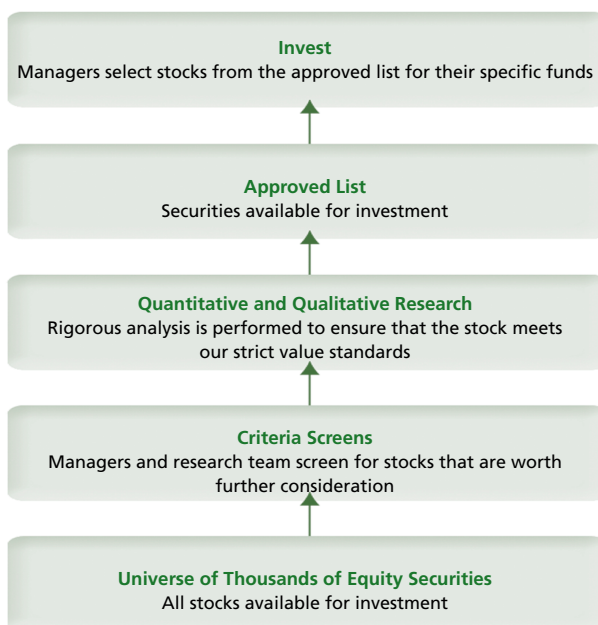 Invest
Managers select stocks from the approved list for their specific funds
Approved List
Securities available for investment
Quantitative and Qualitative Research
Rigorous analysis is performed to ensure that the stock meets
our strict value standards
Criteria Screens
Managers and research team screen for stocks that are worth
further consideration
Universe of Thousands of Equity Securities
All stocks available for investment